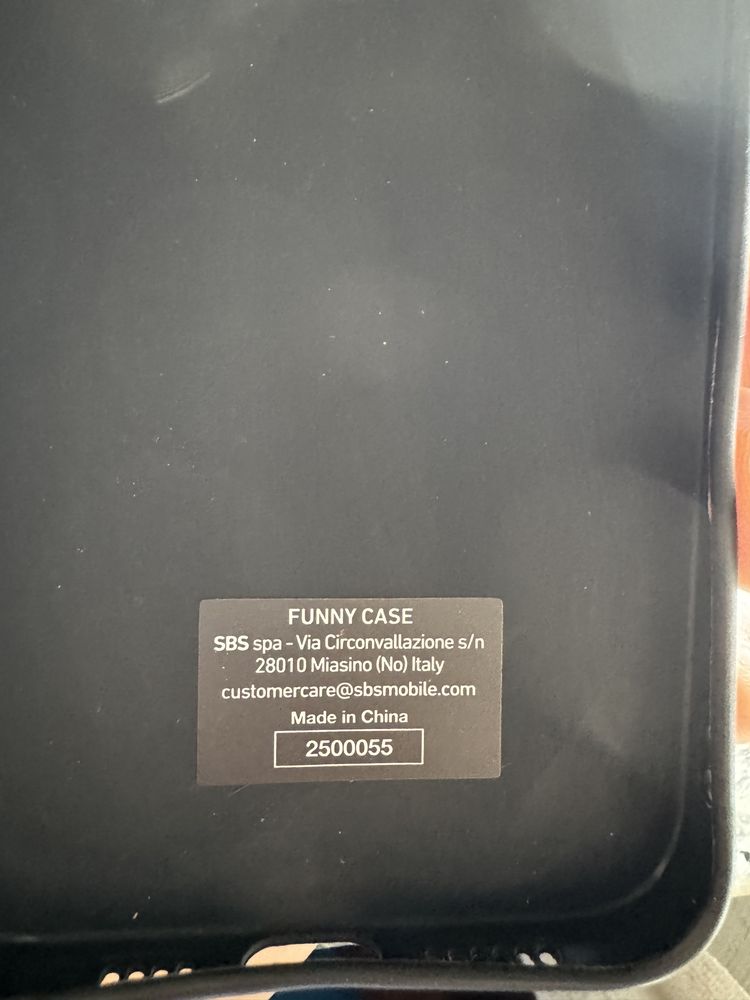 FUNNY CASE
SBS spa - Via Circonvallazione s/n
28010 Miasino (No) Italy
customercare@sbsmobile.com
Made in China
2500055